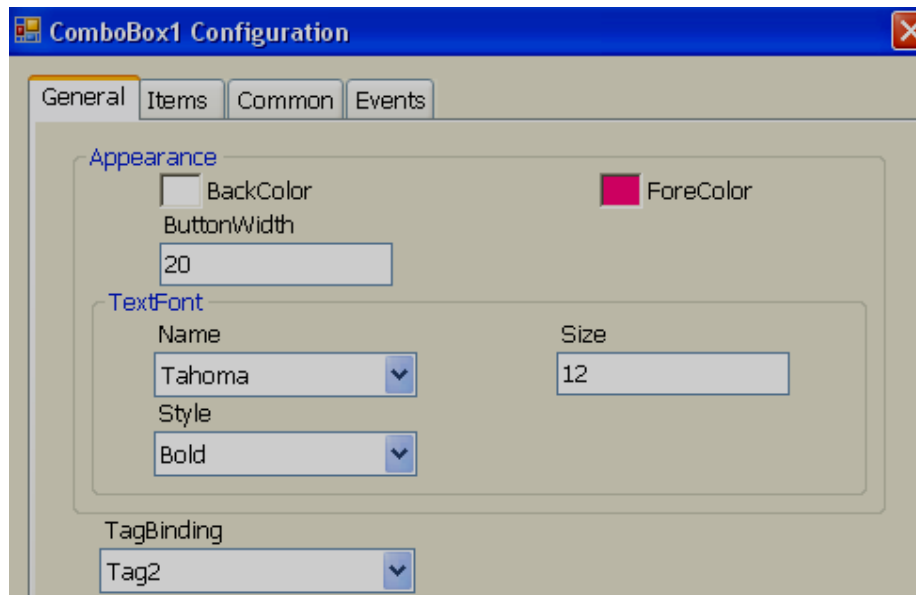 ComboBox1 Configuration
General Items Common Events
Appearance
BackColor ForeColor
ButtonWidth
20
TextFont
Name Size
Tahoma 12
Style
Bold
TagBinding
Tag2